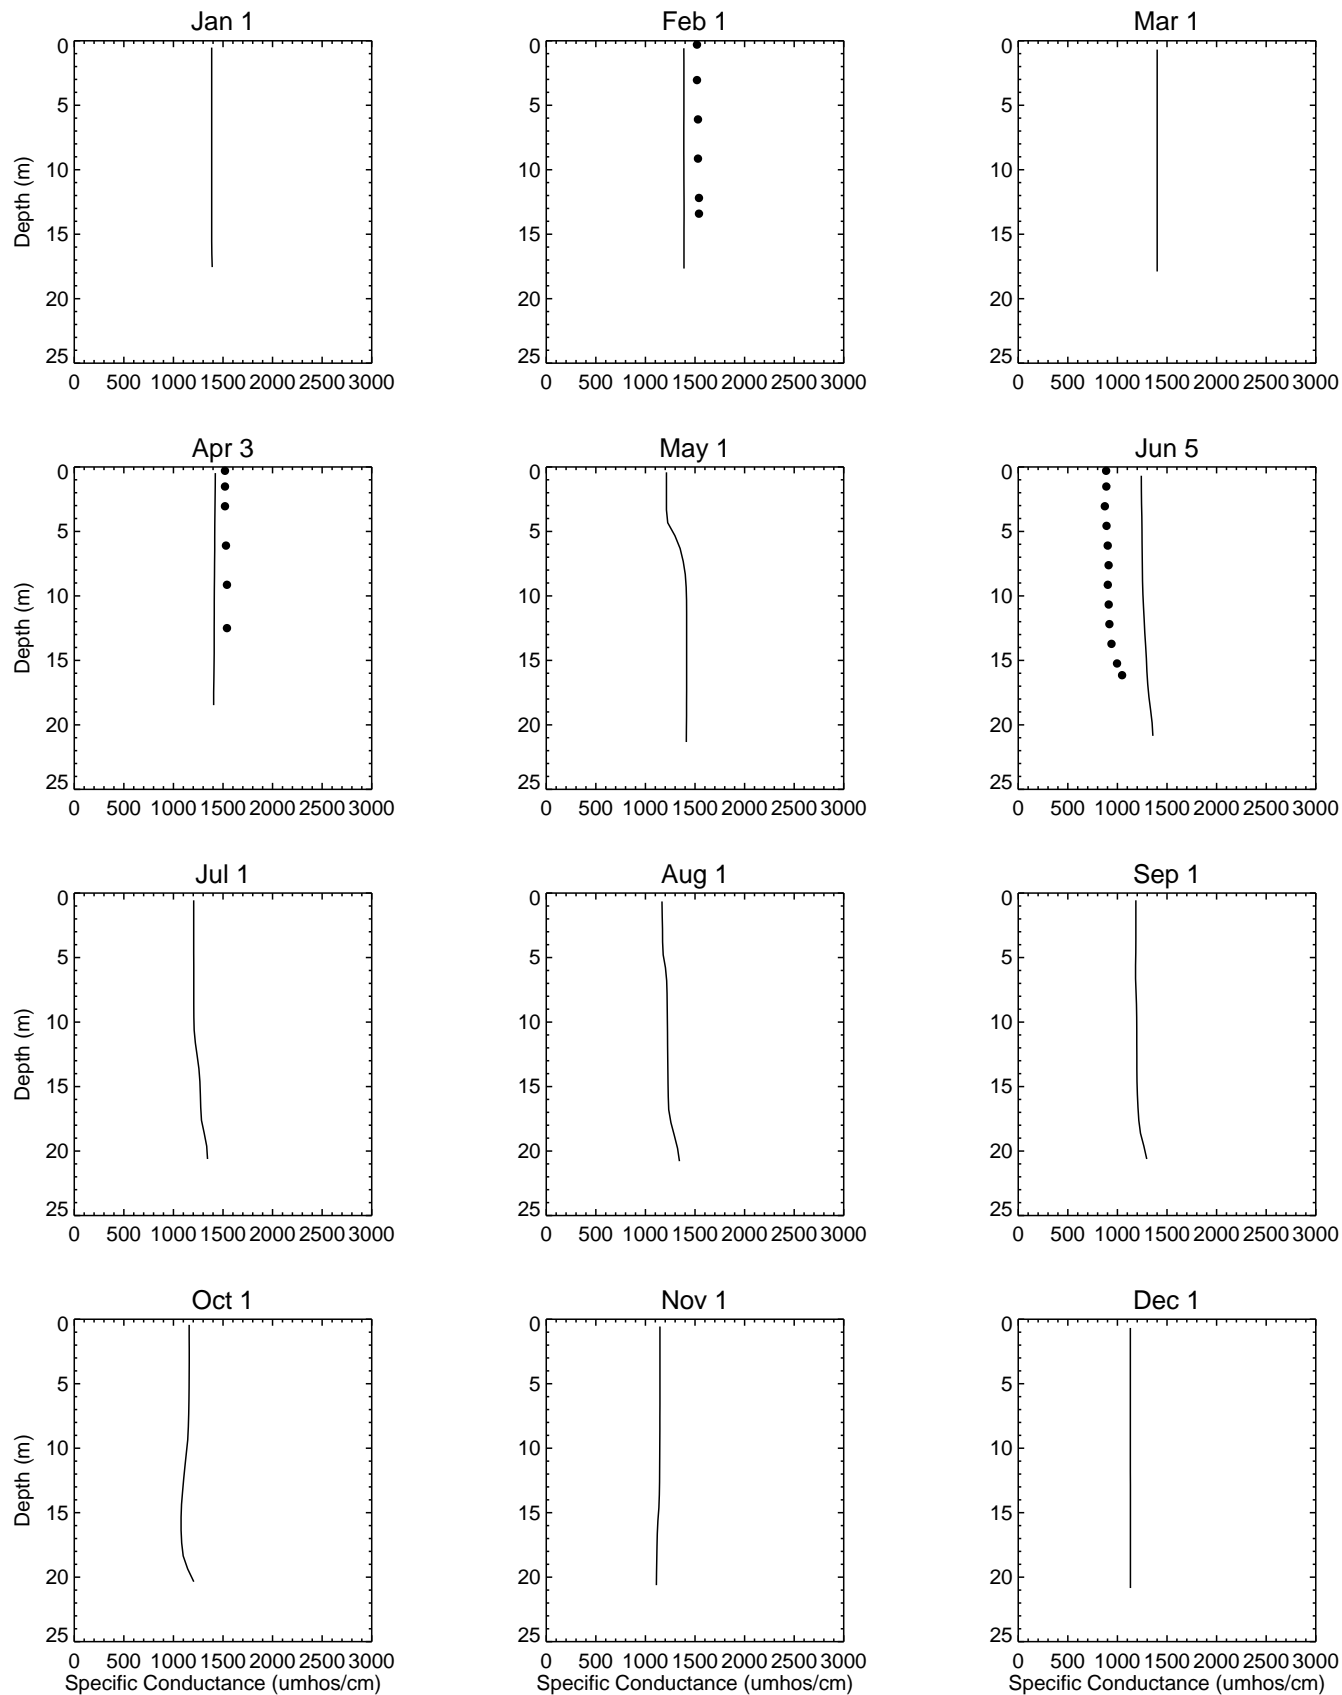 Jan 1 Feb 1 Mar 1
0 0 0
5 5 5
10 10 10
15 15 15
20 20 20
25 25 25
Depth (m)
0 500 1000 1500 2000 2500 3000 0 500 1000 1500 2000 2500 3000 0 500 1000 1500 2000 2500 3000
Apr 3 May 1 Jun 5
0 0 0
5 5 5
10 10 10
15 15 15
20 20 20
25 25 25
Depth (m)
0 500 1000 1500 2000 2500 3000 0 500 1000 1500 2000 2500 3000 0 500 1000 1500 2000 2500 3000
Jul 1 Aug 1 Sep 1
0 0 0
5 5 5
10 10 10
15 15 15
20 20 20
25 25 25
Depth (m)
0 500 1000 1500 2000 2500 3000 0 500 1000 1500 2000 2500 3000 0 500 1000 1500 2000 2500 3000
Oct 1 Nov 1 Dec 1
0 0 0
5 5 5
10 10 10
15 15 15
20 20 20
25 25 25
Depth (m)
0 500 1000 1500 2000 2500 3000 0 500 1000 1500 2000 2500 3000 0 500 1000 1500 2000 2500 3000
Specific Conductance (umhos/cm) Specific Conductance (umhos/cm) Specific Conductance (umhos/cm)